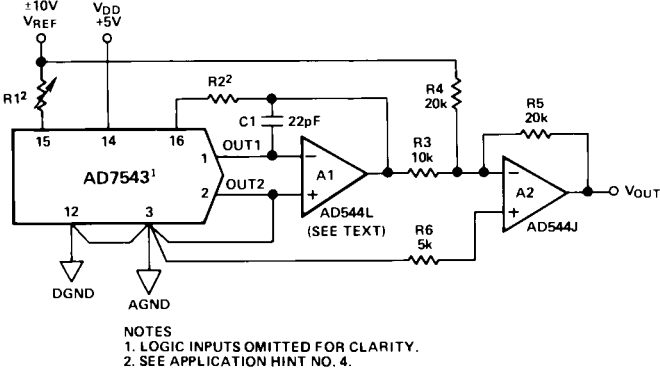 ±10V
VREF
VDD
+5V
R1²
R2²
C1
22pF
R4
20k
R5
20k
R3
10k
15
14
16
1
OUT1
AD7543¹
2
OUT2
A1
AD544L
(SEE TEXT)
A2
AD544J
VOUT
12
3
R6
5k
DGND
AGND
NOTES
1. LOGIC INPUTS OMITTED FOR CLARITY.
2. SEE APPLICATION HINT NO. 4.